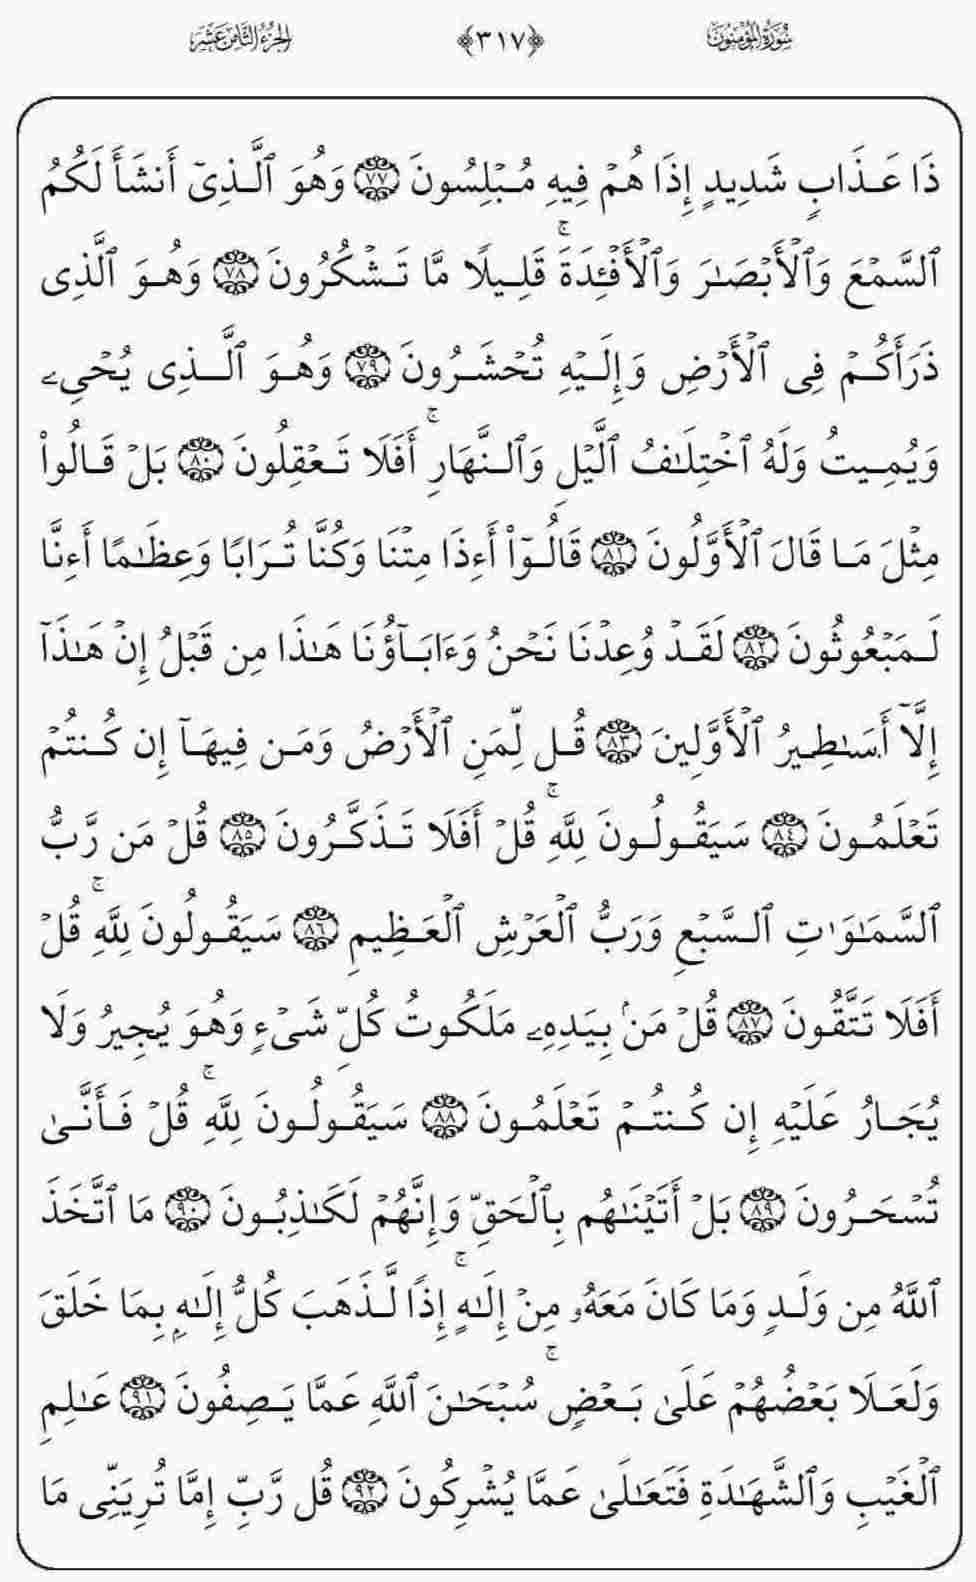 سُورَةُ المُؤْمِنُونَ ﴿٣١٧﴾ الجُزْءُ الثَّامِنَ عَشَرَ
ذَا عَذَابٍ شَدِيدٍ إِذَا هُمۡ فِيهِ مُبۡلِسُونَ ٧٧ وَهُوَ ٱلَّذِىٓ أَنشَأَ لَكُمُ
ٱلسَّمۡعَ وَٱلۡأَبۡصَـٰرَ وَٱلۡأَفۡـِٔدَةَۚ قَلِيلًا مَّا تَشۡكُرُونَ ٧٨ وَهُوَ ٱلَّذِى
ذَرَأَكُمۡ فِى ٱلۡأَرۡضِ وَإِلَيۡهِ تُحۡشَرُونَ ٧٩ وَهُوَ ٱلَّذِى يُحۡىِۦ
وَيُمِيتُ وَلَهُ ٱخۡتِلَـٰفُ ٱلَّيۡلِ وَٱلنَّهَارِۚ أَفَلَا تَعۡقِلُونَ ٨٠ بَلۡ قَالُوا۟
مِثۡلَ مَا قَالَ ٱلۡأَوَّلُونَ ٨١ قَالُوٓا۟ أَءِذَا مِتۡنَا وَكُنَّا تُرَابًا وَعِظَـٰمًا أَءِنَّا
لَمَبۡعُوثُونَ ٨٢ لَقَدۡ وُعِدۡنَا نَحۡنُ وَءَابَآؤُنَا هَـٰذَا مِن قَبۡلُ إِنۡ هَـٰذَآ
إِلَّآ أَسَـٰطِيرُ ٱلۡأَوَّلِينَ ٨٣ قُل لِّمَنِ ٱلۡأَرۡضُ وَمَن فِيهَآ إِن كُنتُمۡ
تَعۡلَمُونَ ٨٤ سَيَقُولُونَ لِلَّهِۚ قُلۡ أَفَلَا تَذَكَّرُونَ ٨٥ قُلۡ مَن رَّبُّ
ٱلسَّمَـٰوَٰتِ ٱلسَّبۡعِ وَرَبُّ ٱلۡعَرۡشِ ٱلۡعَظِيمِ ٨٦ سَيَقُولُونَ لِلَّهِۚ قُلۡ
أَفَلَا تَتَّقُونَ ٨٧ قُلۡ مَنۢ بِيَدِهِۦ مَلَكُوتُ كُلِّ شَىۡءٍ وَهُوَ يُجِيرُ وَلَا
يُجَارُ عَلَيۡهِ إِن كُنتُمۡ تَعۡلَمُونَ ٨٨ سَيَقُولُونَ لِلَّهِۚ قُلۡ فَأَنَّىٰ
تُسۡحَرُونَ ٨٩ بَلۡ أَتَيۡنَـٰهُم بِٱلۡحَقِّ وَإِنَّهُمۡ لَكَـٰذِبُونَ ٩٠ مَا ٱتَّخَذَ
ٱللَّهُ مِن وَلَدٍ وَمَا كَانَ مَعَهُۥ مِنۡ إِلَـٰهٍۚ إِذًا لَّذَهَبَ كُلُّ إِلَـٰهِۭ بِمَا خَلَقَ
وَلَعَلَا بَعۡضُهُمۡ عَلَىٰ بَعۡضٍۚ سُبۡحَـٰنَ ٱللَّهِ عَمَّا يَصِفُونَ ٩١ عَـٰلِمِ
ٱلۡغَيۡبِ وَٱلشَّهَـٰدَةِ فَتَعَـٰلَىٰ عَمَّا يُشۡرِكُونَ ٩٢ قُل رَّبِّ إِمَّا تُرِيَنِّى مَا